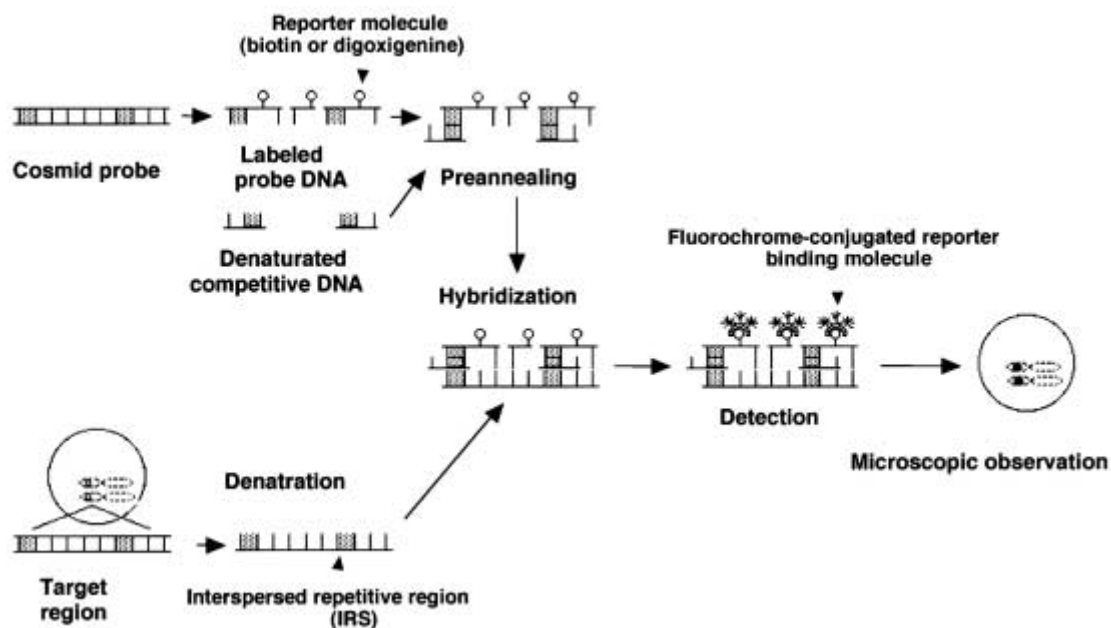 Reporter molecule
(biotin or digoxigenine)
Cosmid probe
Labeled
probe DNA
Preannealing
Denaturated
competitive DNA
Fluorochrome-conjugated reporter
binding molecule
Hybridization
Detection
Microscopic observation
Denatration
Target
region
Interspersed repetitive region
(IRS)